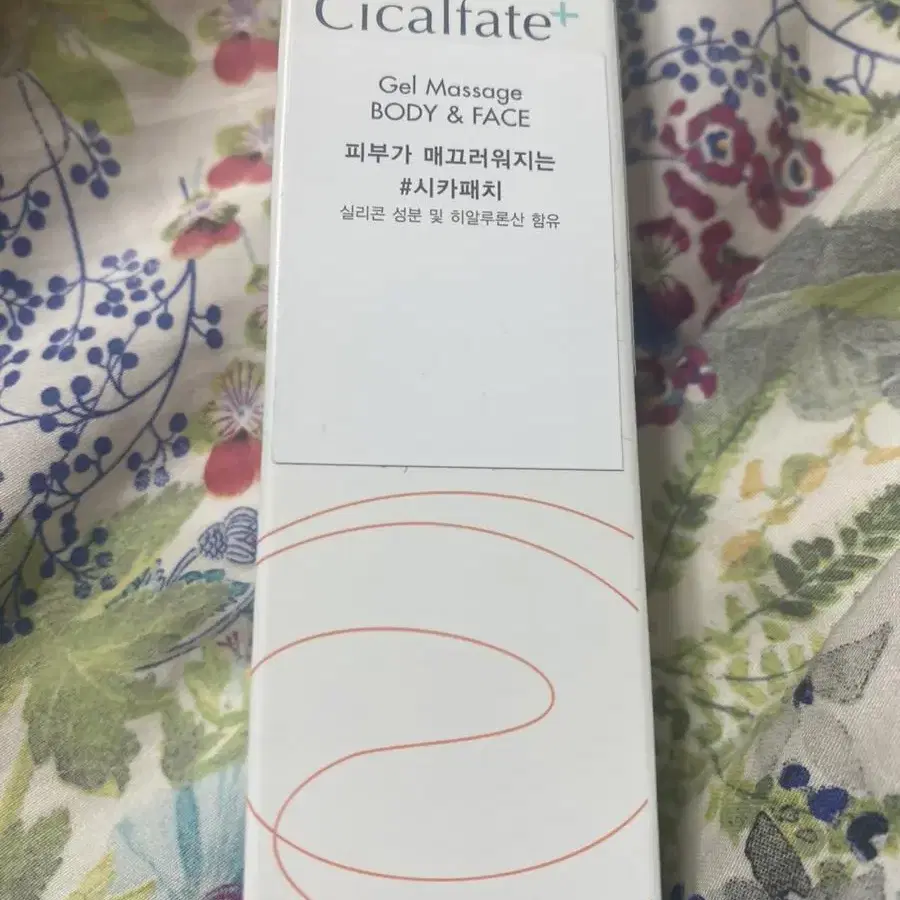 Cicalfate+
Gel Massage
BODY & FACE
피부가 매끄러워지는
#시카패치
실리콘 성분 및 히알루론산 함유